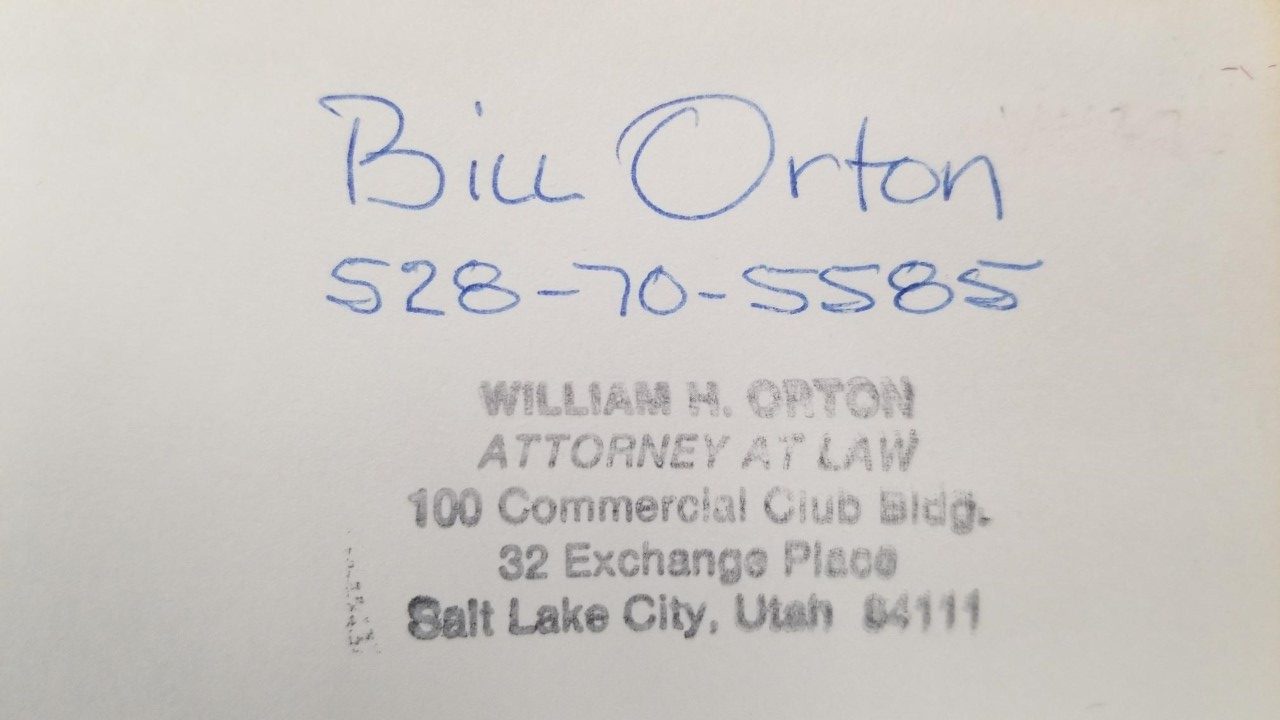 Bill Orton
528-70-5585
WILLIAM H. ORTON
ATTORNEY AT LAW
100 Commercial Club Bldg.
32 Exchange Place
Salt Lake City, Utah 84111